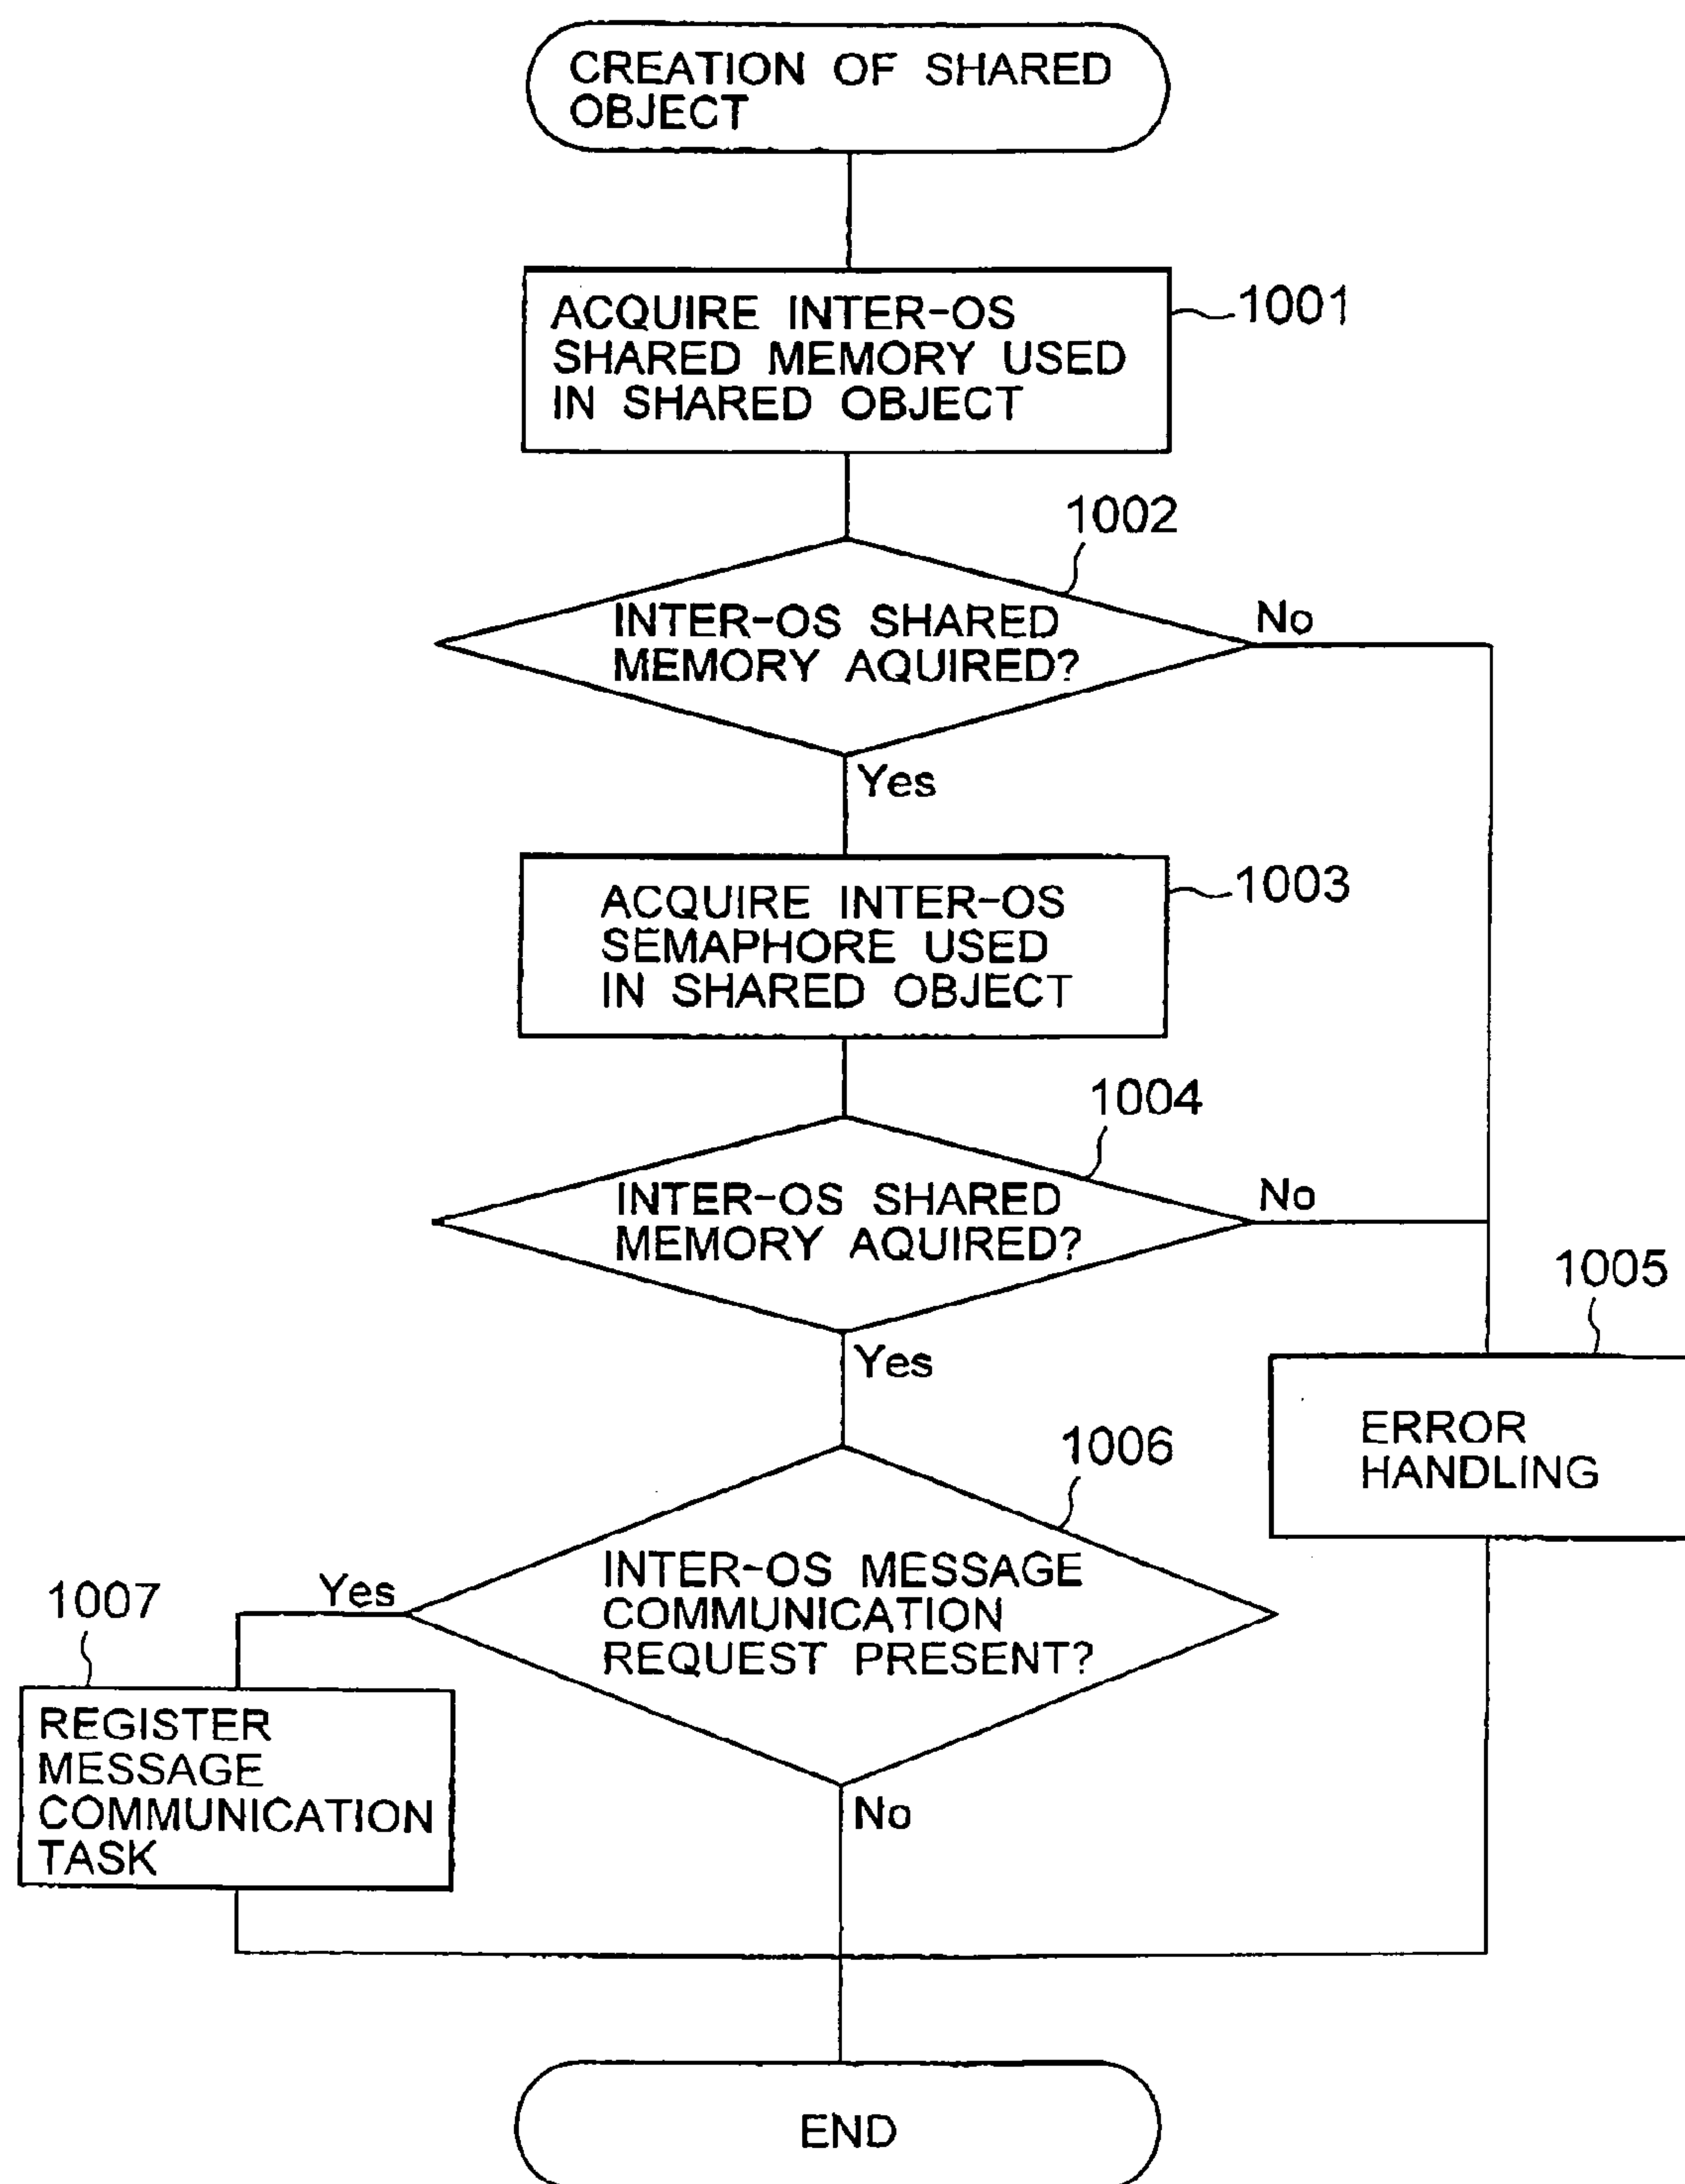 CREATION OF SHARED
OBJECT
ACQUIRE INTER-OS
SHARED MEMORY USED
IN SHARED OBJECT
1001
1002
INTER-OS SHARED
MEMORY AQUIRED?
No
Yes
ACQUIRE INTER-OS
SEMAPHORE USED
IN SHARED OBJECT
1003
1004
INTER-OS SHARED
MEMORY AQUIRED?
No
Yes
1005
ERROR
HANDLING
1006
INTER-OS MESSAGE
COMMUNICATION
REQUEST PRESENT?
Yes
No
1007
REGISTER
MESSAGE
COMMUNICATION
TASK
END